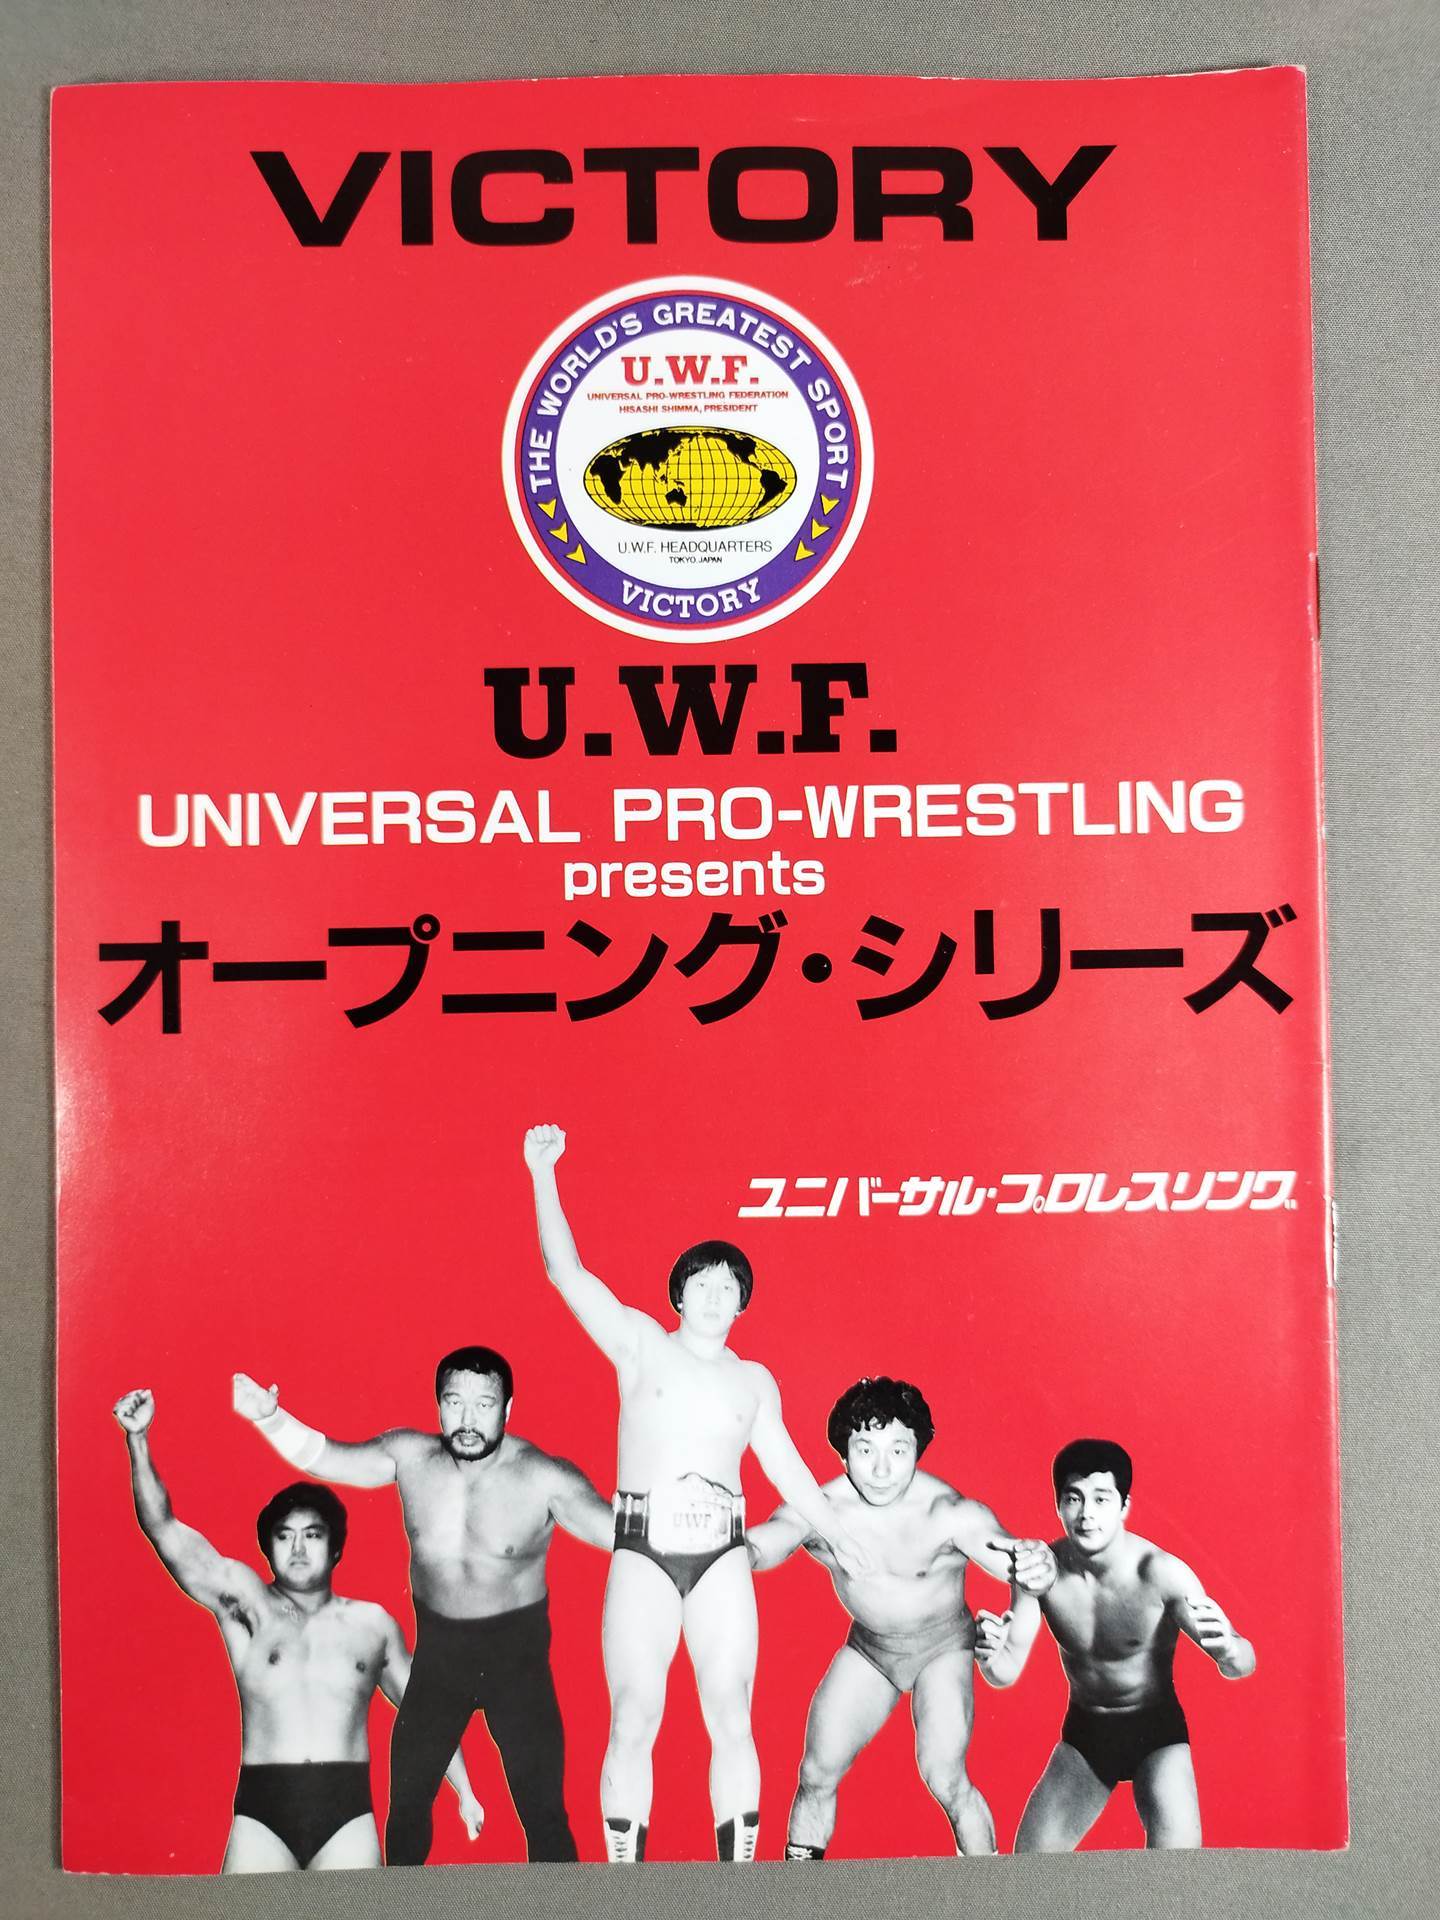 VICTORY
THE WORLD'S GREATEST SPORT
U.W.F.
UNIVERSAL PRO-WRESTLING FEDERATION
HISASHI SHIMMA, PRESIDENT
U.W.F. HEADQUARTERS
TOKYO.JAPAN
VICTORY
U.W.F.
UNIVERSAL PRO-WRESTLING
presents
オープニング・シリーズ
ユニバーサル・プロレスリング
UWF